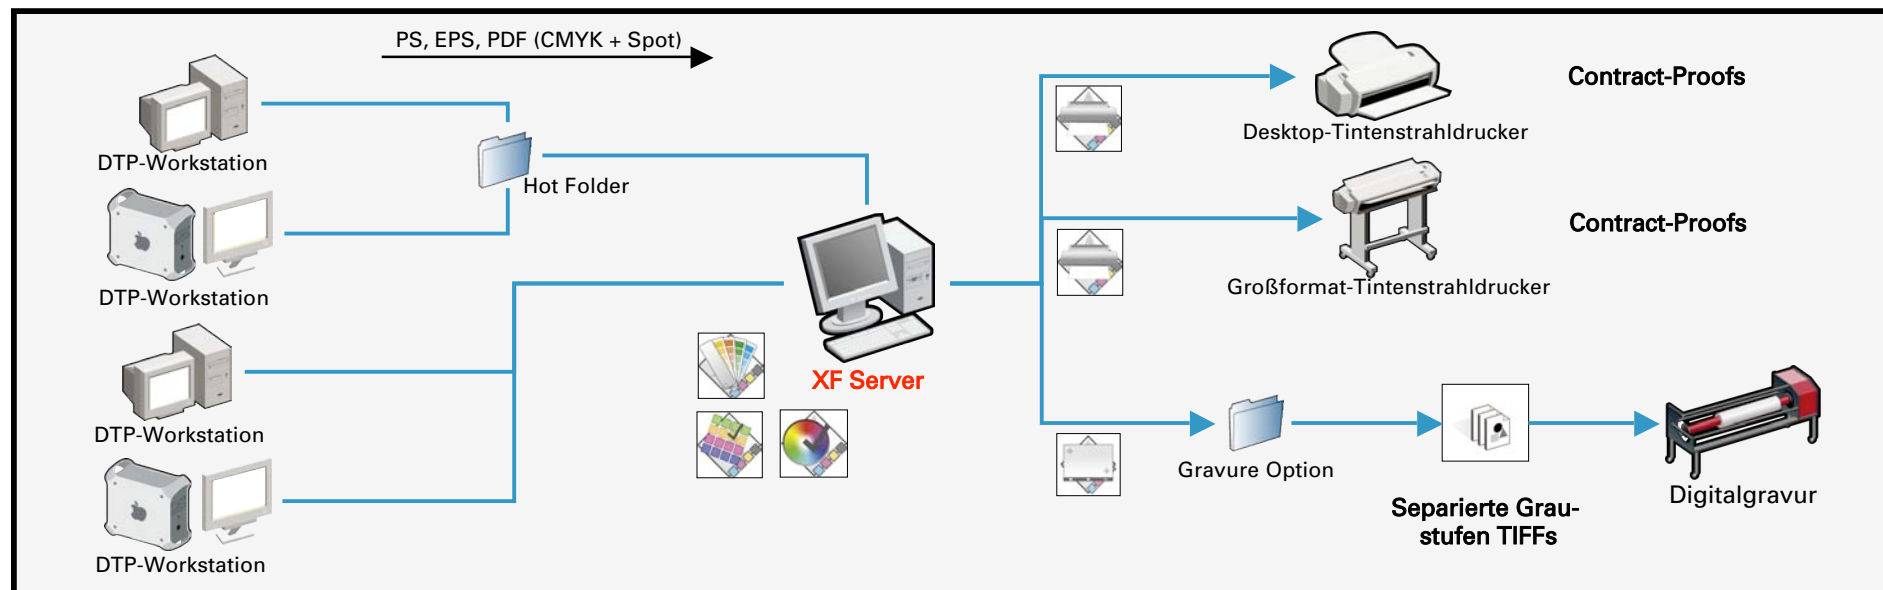 PS, EPS, PDF (CMYK + Spot)
DTP-Workstation
Hot Folder
DTP-Workstation
DTP-Workstation
DTP-Workstation
XF Server
Desktop-Tintenstrahldrucker
Contract-Proofs
Großformat-Tintenstrahldrucker
Contract-Proofs
Gravure Option
Separierte Grau-
stufen TIFFs
Digitalgravur